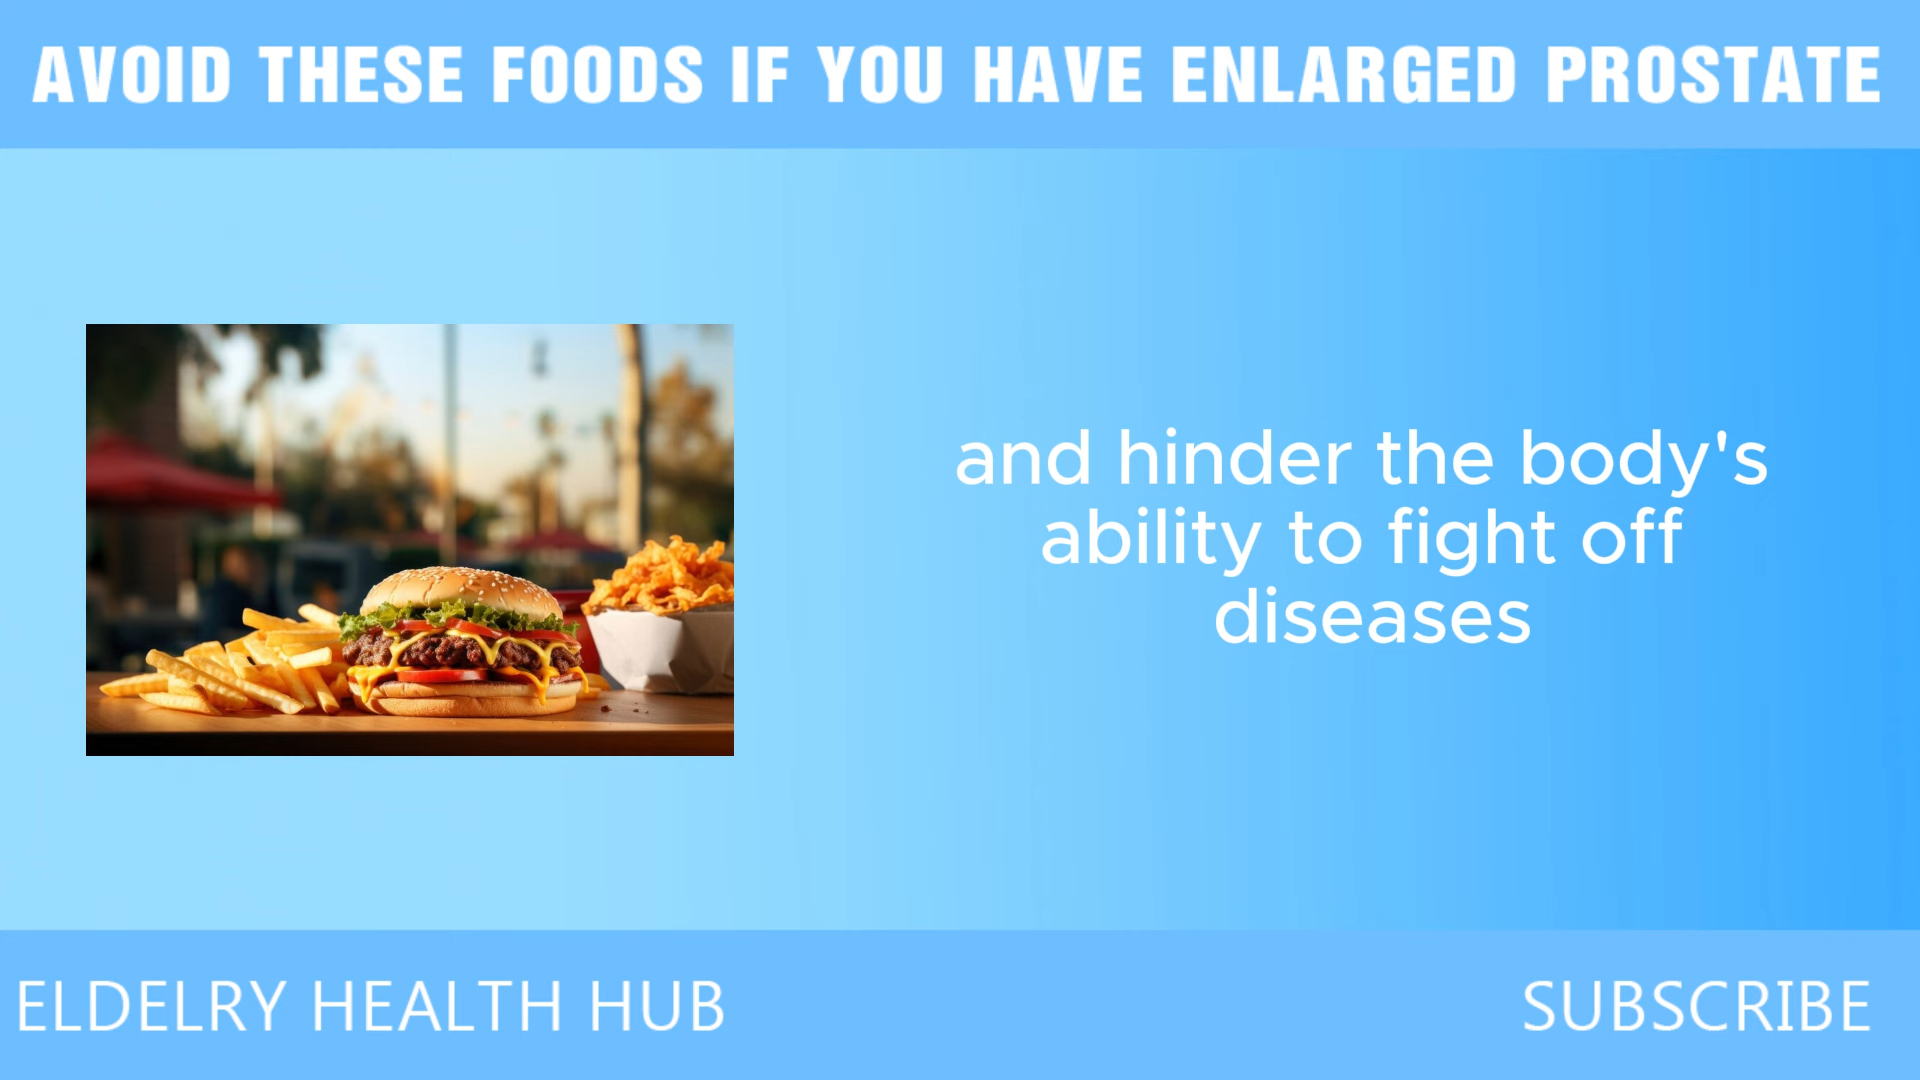 AVOID THESE FOODS IF YOU HAVE ENLARGED PROSTATE
and hinder the body's
ability to fight off
diseases
ELDELRY HEALTH HUB
SUBSCRIBE